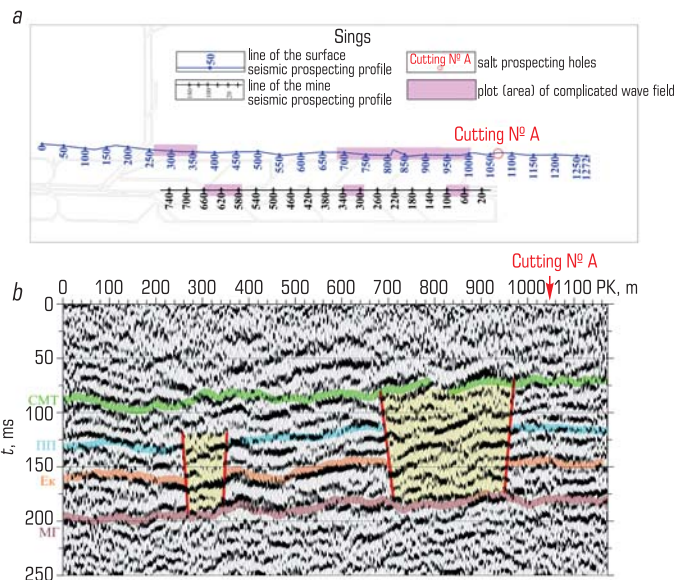 a
Sings
50
line of the surface
seismic prospecting profile
line of the mine
seismic prospecting profile
Cutting № A
salt prospecting holes
plot (area) of complicated wave field
Cutting № A
0 50 100 150 200 250 300 350 400 450 500 550 600 650 700 750 800 850 900 950 1000 1050 1100 1150 1200 1250 1272
740 700 660 620 580 540 500 460 420 380 340 300 260 220 180 140 100 60 20
Cutting № A
b
0 100 200 300 400 500 600 700 800 900 1000 1100 PK, m
0
50
СМТ
100
ПП
t, ms
150
Ек
200
МГ
250